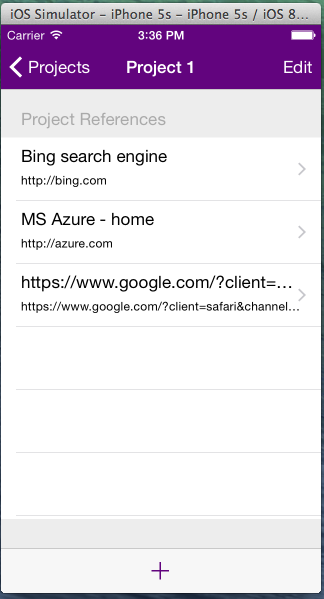 iOS Simulator - iPhone 5s - iPhone 5s / iOS 8...
Carrier 3:36 PM
Projects Project 1 Edit
Project References
Bing search engine
http://bing.com
MS Azure - home
http://azure.com
https://www.google.com/?client=...
https://www.google.com/?client=safari&channel...